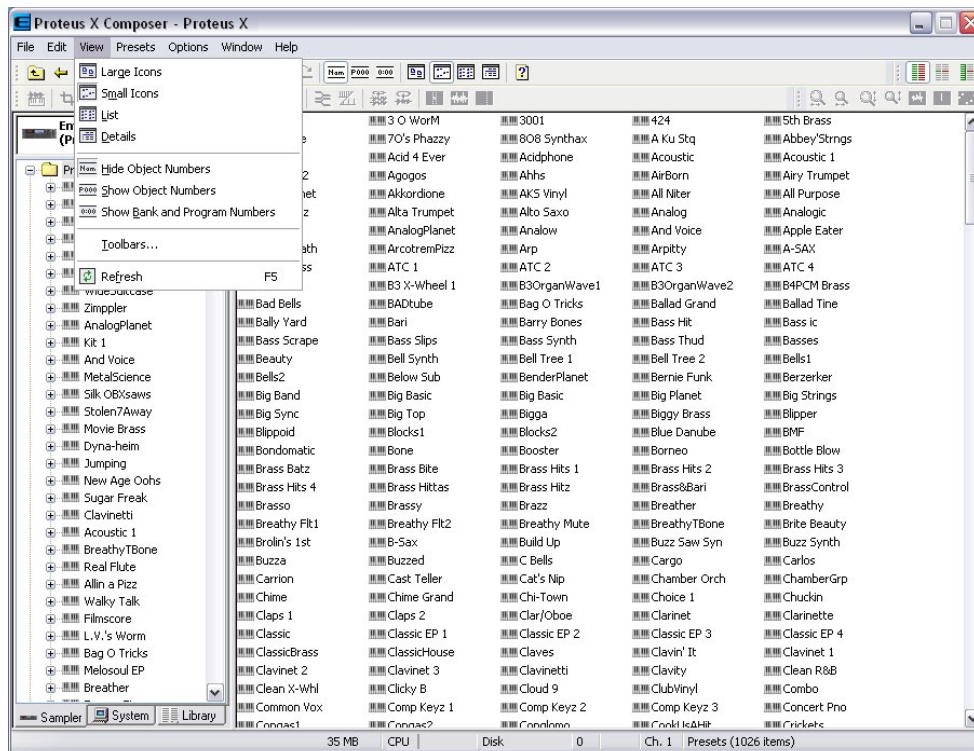 Proteus X Composer - Proteus X
File Edit View Presets Options Window Help
Large Icons
Small Icons
List
Details
Hide Object Numbers
Show Object Numbers
Show Bank and Program Numbers
Toolbars...
Refresh F5
Nam P000 0:00
WideSuitcase
Zimppler
AnalogPlanet
Kit 1
And Voice
MetalScience
Silk OBXsaws
Stolen7Away
Movie Brass
Dyna-heim
Jumping
New Age Oohs
Sugar Freak
Clavinetti
Acoustic 1
BreathyTBone
Real Flute
Allin a Pizz
Walky Talk
Filmscore
L.V.'s Worm
Bag O Tricks
Melosoul EP
Breather
Sampler System Library
3 O WorM 3001 424 5th Brass
7O's Phazzy 8O8 Synthax A Ku Stq Abbey'Strngs
Acid 4 Ever Acidphone Acoustic Acoustic 1
Agogos Ahhs AirBorn Airy Trumpet
Akkordione AKS Vinyl All Niter All Purpose
Alta Trumpet Alto Saxo Analog Analogic
AnalogPlanet Analow And Voice Apple Eater
ArcotremPizz Arp Arpitty A-SAX
ATC 1 ATC 2 ATC 3 ATC 4
B3 X-Wheel 1 B3OrganWave1 B3OrganWave2 B4PCM Brass
Bad Bells BADtube Bag O Tricks Ballad Grand Ballad Tine
Bally Yard Bari Barry Bones Bass Hit Bass ic
Bass Scrape Bass Slips Bass Synth Bass Thud Basses
Beauty Bell Synth Bell Tree 1 Bell Tree 2 Bells1
Bells2 Below Sub BenderPlanet Bernie Funk Berzerker
Big Band Big Basic Big Basic Big Planet Big Strings
Big Sync Big Top Bigga Biggy Brass Blipper
Blippoid Blocks1 Blocks2 Blue Danube BMF
Bondomatic Bone Booster Borneo Bottle Blow
Brass Batz Brass Bite Brass Hits 1 Brass Hits 2 Brass Hits 3
Brass Hits 4 Brass Hittas Brass Hitz Brass&Bari BrassControl
Brasso Brassy Brazz Breather Breathy
Breathy Flt1 Breathy Flt2 Breathy Mute BreathyTBone Brite Beauty
Brolin's 1st B-Sax Build Up Buzz Saw Syn Buzz Synth
Buzza Buzzed C Bells Cargo Carlos
Carrion Cast Teller Cat's Nip Chamber Orch ChamberGrp
Chime Chime Grand Chi-Town Choice 1 Chuckin
Claps 1 Claps 2 Clar/Oboe Clarinet Clarinette
Classic Classic EP 1 Classic EP 2 Classic EP 3 Classic EP 4
ClassicBrass ClassicHouse Claves Clavin' It Clavinet 1
Clavinet 2 Clavinet 3 Clavinetti Clavity Clean R&B
Clean X-Whl Clicky B Cloud 9 ClubVinyl Combo
Common Vox Comp Keyz 1 Comp Keyz 2 Comp Keyz 3 Concert Pno
Congas1 Congas2 Conglomo CookUsAHit Crickets
35 MB CPU Disk 0 Ch. 1 Presets (1026 items)